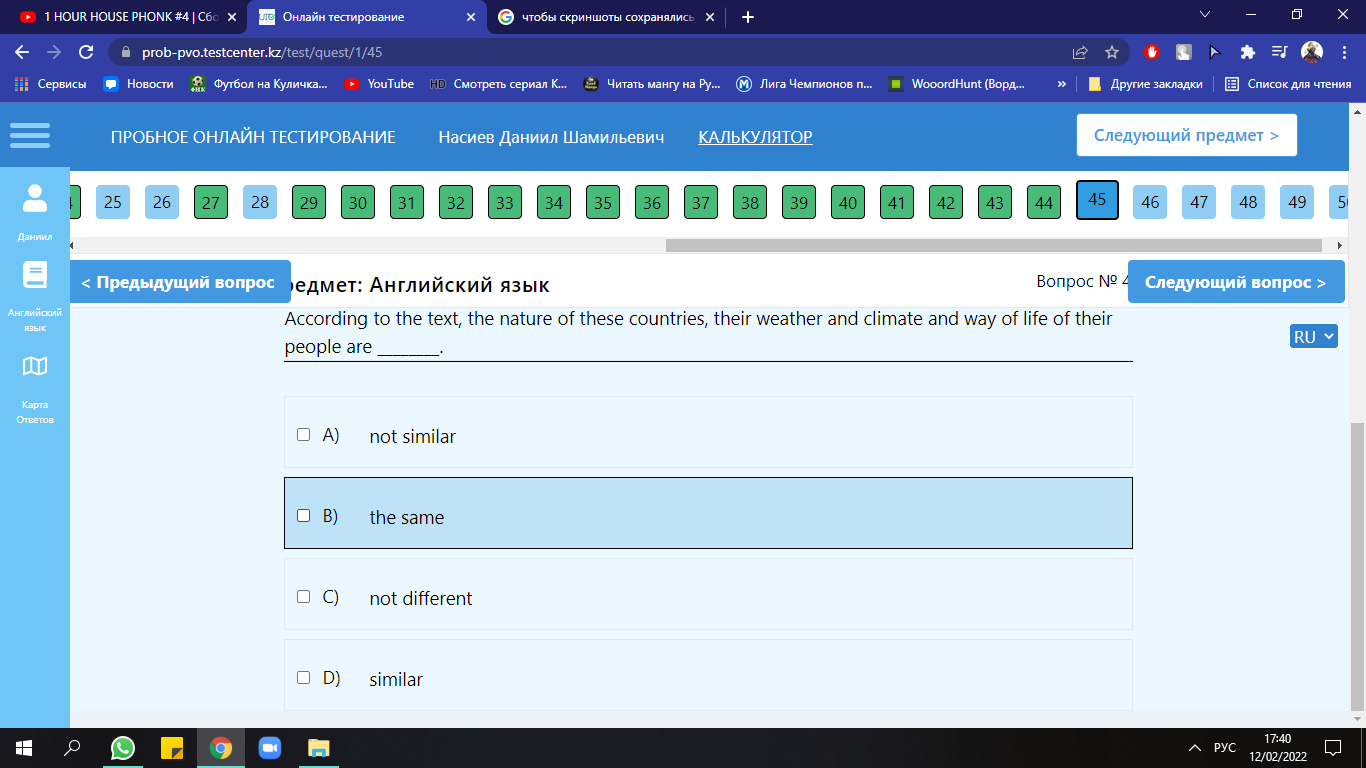 1 HOUR HOUSE PHONK #4 | Сбо
Онлайн тестирование
чтобы скриншоты сохранялись
prob-pvo.testcenter.kz/test/quest/1/45
Сервисы
Новости
Футбол на Куличка...
YouTube
HD Смотреть сериал К...
Читать мангу на Ру...
Лига Чемпионов п...
WooordHunt (Ворд...
»
Другие закладки
Список для чтения
ПРОБНОЕ ОНЛАЙН ТЕСТИРОВАНИЕ
Насиев Даниил Шамильевич
КАЛЬКУЛЯТОР
Следующий предмет >
25 26 27 28 29 30 31 32 33 34 35 36 37 38 39 40 41 42 43 44 45 46 47 48 49
Даниил
Английский
язык
Карта
Ответов
< Предыдущий вопрос
редмет: Английский язык
Вопрос № 4
Следующий вопрос >
According to the text, the nature of these countries, their weather and climate and way of life of their
people are ________.
RU
A) not similar
B) the same
C) not different
D) similar
РУС
17:40
12/02/2022